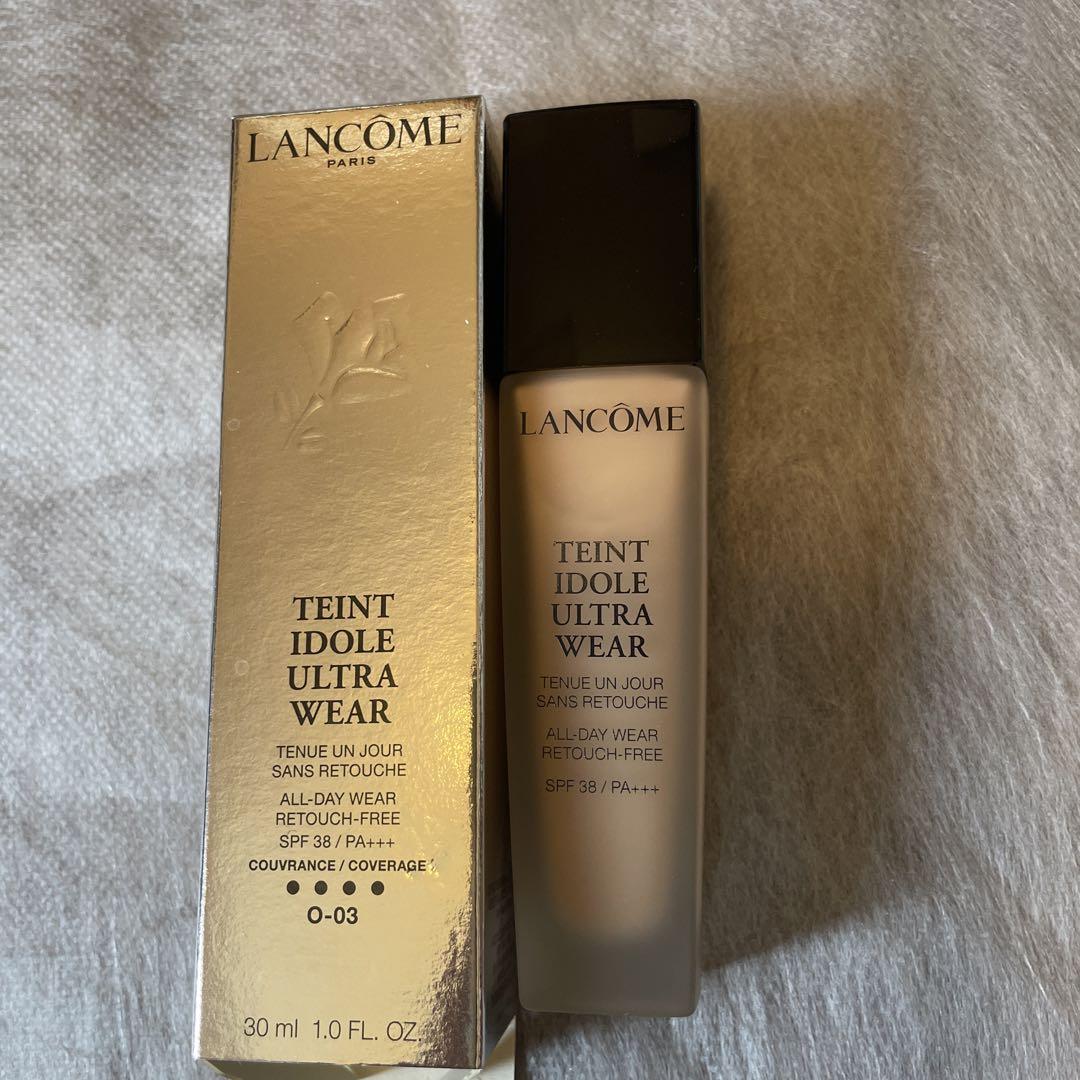 LANCÔME
PARIS
TEINT
IDOLE
ULTRA
WEAR
TENUE UN JOUR
SANS RETOUCHE
ALL-DAY WEAR
RETOUCH-FREE
SPF 38 / PA+++
COUVRANCE / COVERAGE
O-03
30 ml 1.0 FL. OZ.
LANCÔME
TEINT
IDOLE
ULTRA
WEAR
TENUE UN JOUR
SANS RETOUCHE
ALL-DAY WEAR
RETOUCH-FREE
SPF 38 / PA+++